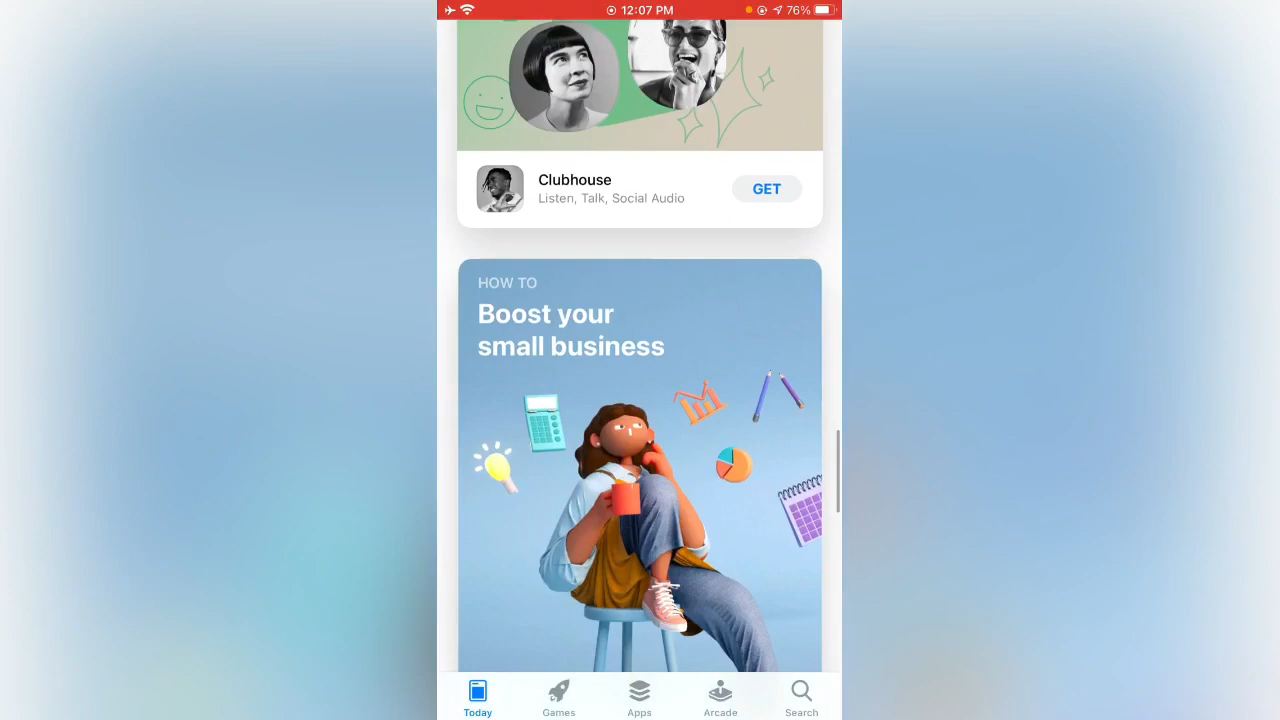 12:07 PM
76%
Clubhouse
Listen, Talk, Social Audio
GET
HOW TO
Boost your
small business
Today
Games
Apps
Arcade
Search